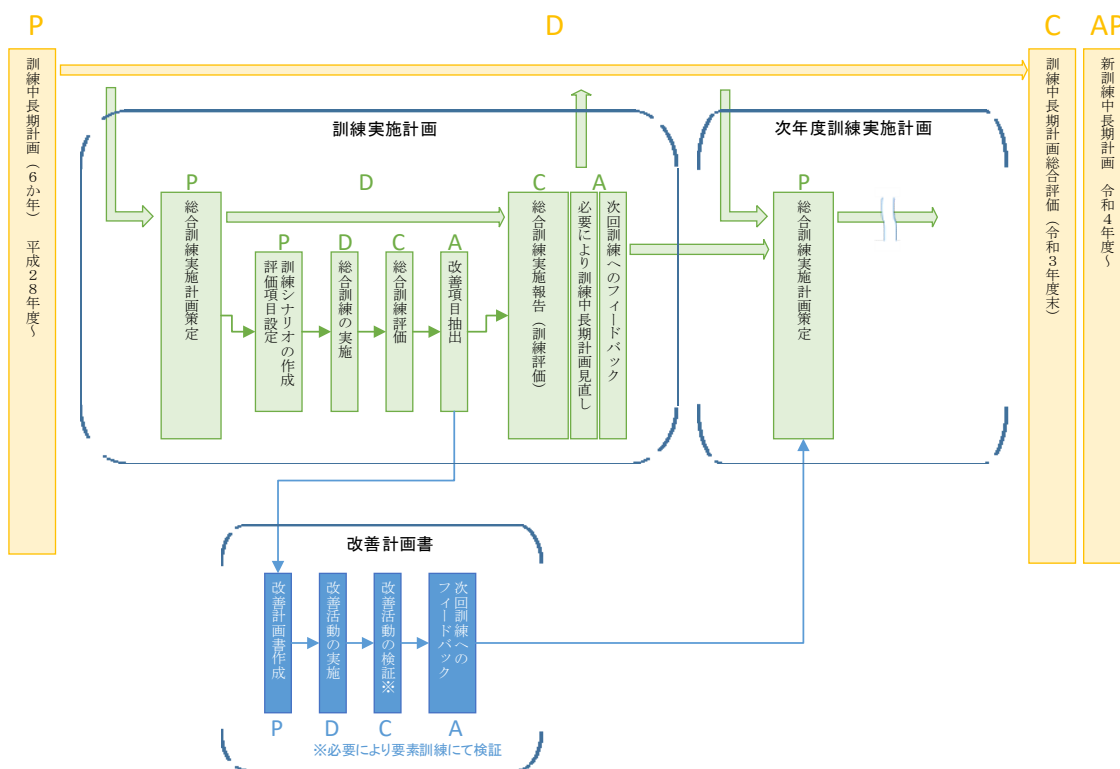 P
D
C
AP
訓練中長期計画（６か年）　平成２８年度～
訓練実施計画
P
総合訓練実施計画策定
D
P
訓練シナリオの作成
評価項目設定
D
総合訓練の実施
C
総合訓練評価
A
改善項目抽出
C
総合訓練実施報告（訓練評価）
A
必要により訓練中長期計画見直し
次回訓練へのフィードバック
次年度訓練実施計画
P
総合訓練実施計画策定
訓練中長期計画総合評価（令和３年度末）
新訓練中長期計画　令和４年度～
改善計画書
改善計画書作成
改善活動の実施
改善活動の検証※
次回訓練への
フィードバック
P
D
C
A
※必要により要素訓練にて検証